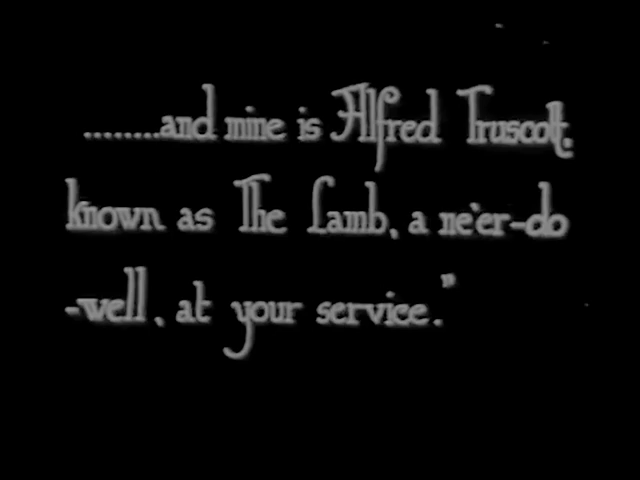 ........and mine is Alfred Truscott,
known as The Lamb, a ne'er-do
-well, at your service."